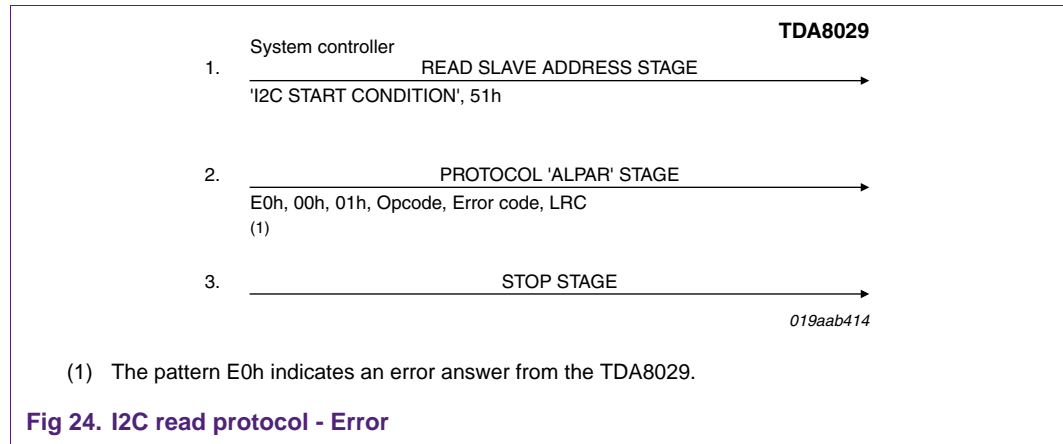 TDA8029
System controller
1. READ SLAVE ADDRESS STAGE
'I2C START CONDITION', 51h
2. PROTOCOL 'ALPAR' STAGE
E0h, 00h, 01h, Opcode, Error code, LRC
(1)
3. STOP STAGE
019aab414
(1) The pattern E0h indicates an error answer from the TDA8029.
Fig 24. I2C read protocol - Error